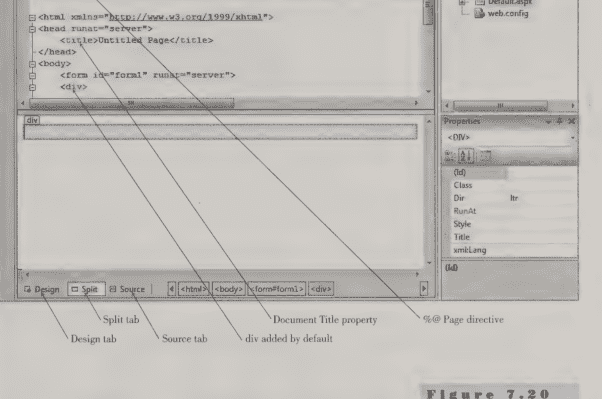 Default.aspx
web.config
<html xmlns="http://www.w3.org/1999/xhtml">
<head runat="server">
<title>Untitled Page</title>
</head>
<body>
<form id="form1" runat="server">
<div>
div
Properties
<DIV>
(Id)
Class
Dir ltr
RunAt
Style
Title
xml:Lang
(Id)
Design Split Source <html> <body> <form#form1> <div>
Split tab Document Title property %@ Page directive
Design tab Source tab div added by default
Figure 7.20